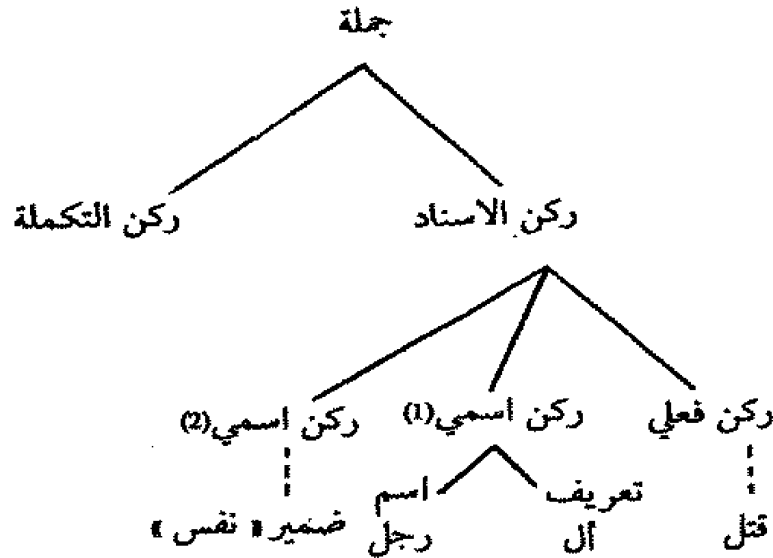 جملة
ركن الاسناد ركن التكملة
ركن فعلي ركن اسمي(1) ركن اسمي(2)
تعريف اسم
قتل ال رجل ضمير « نفس »